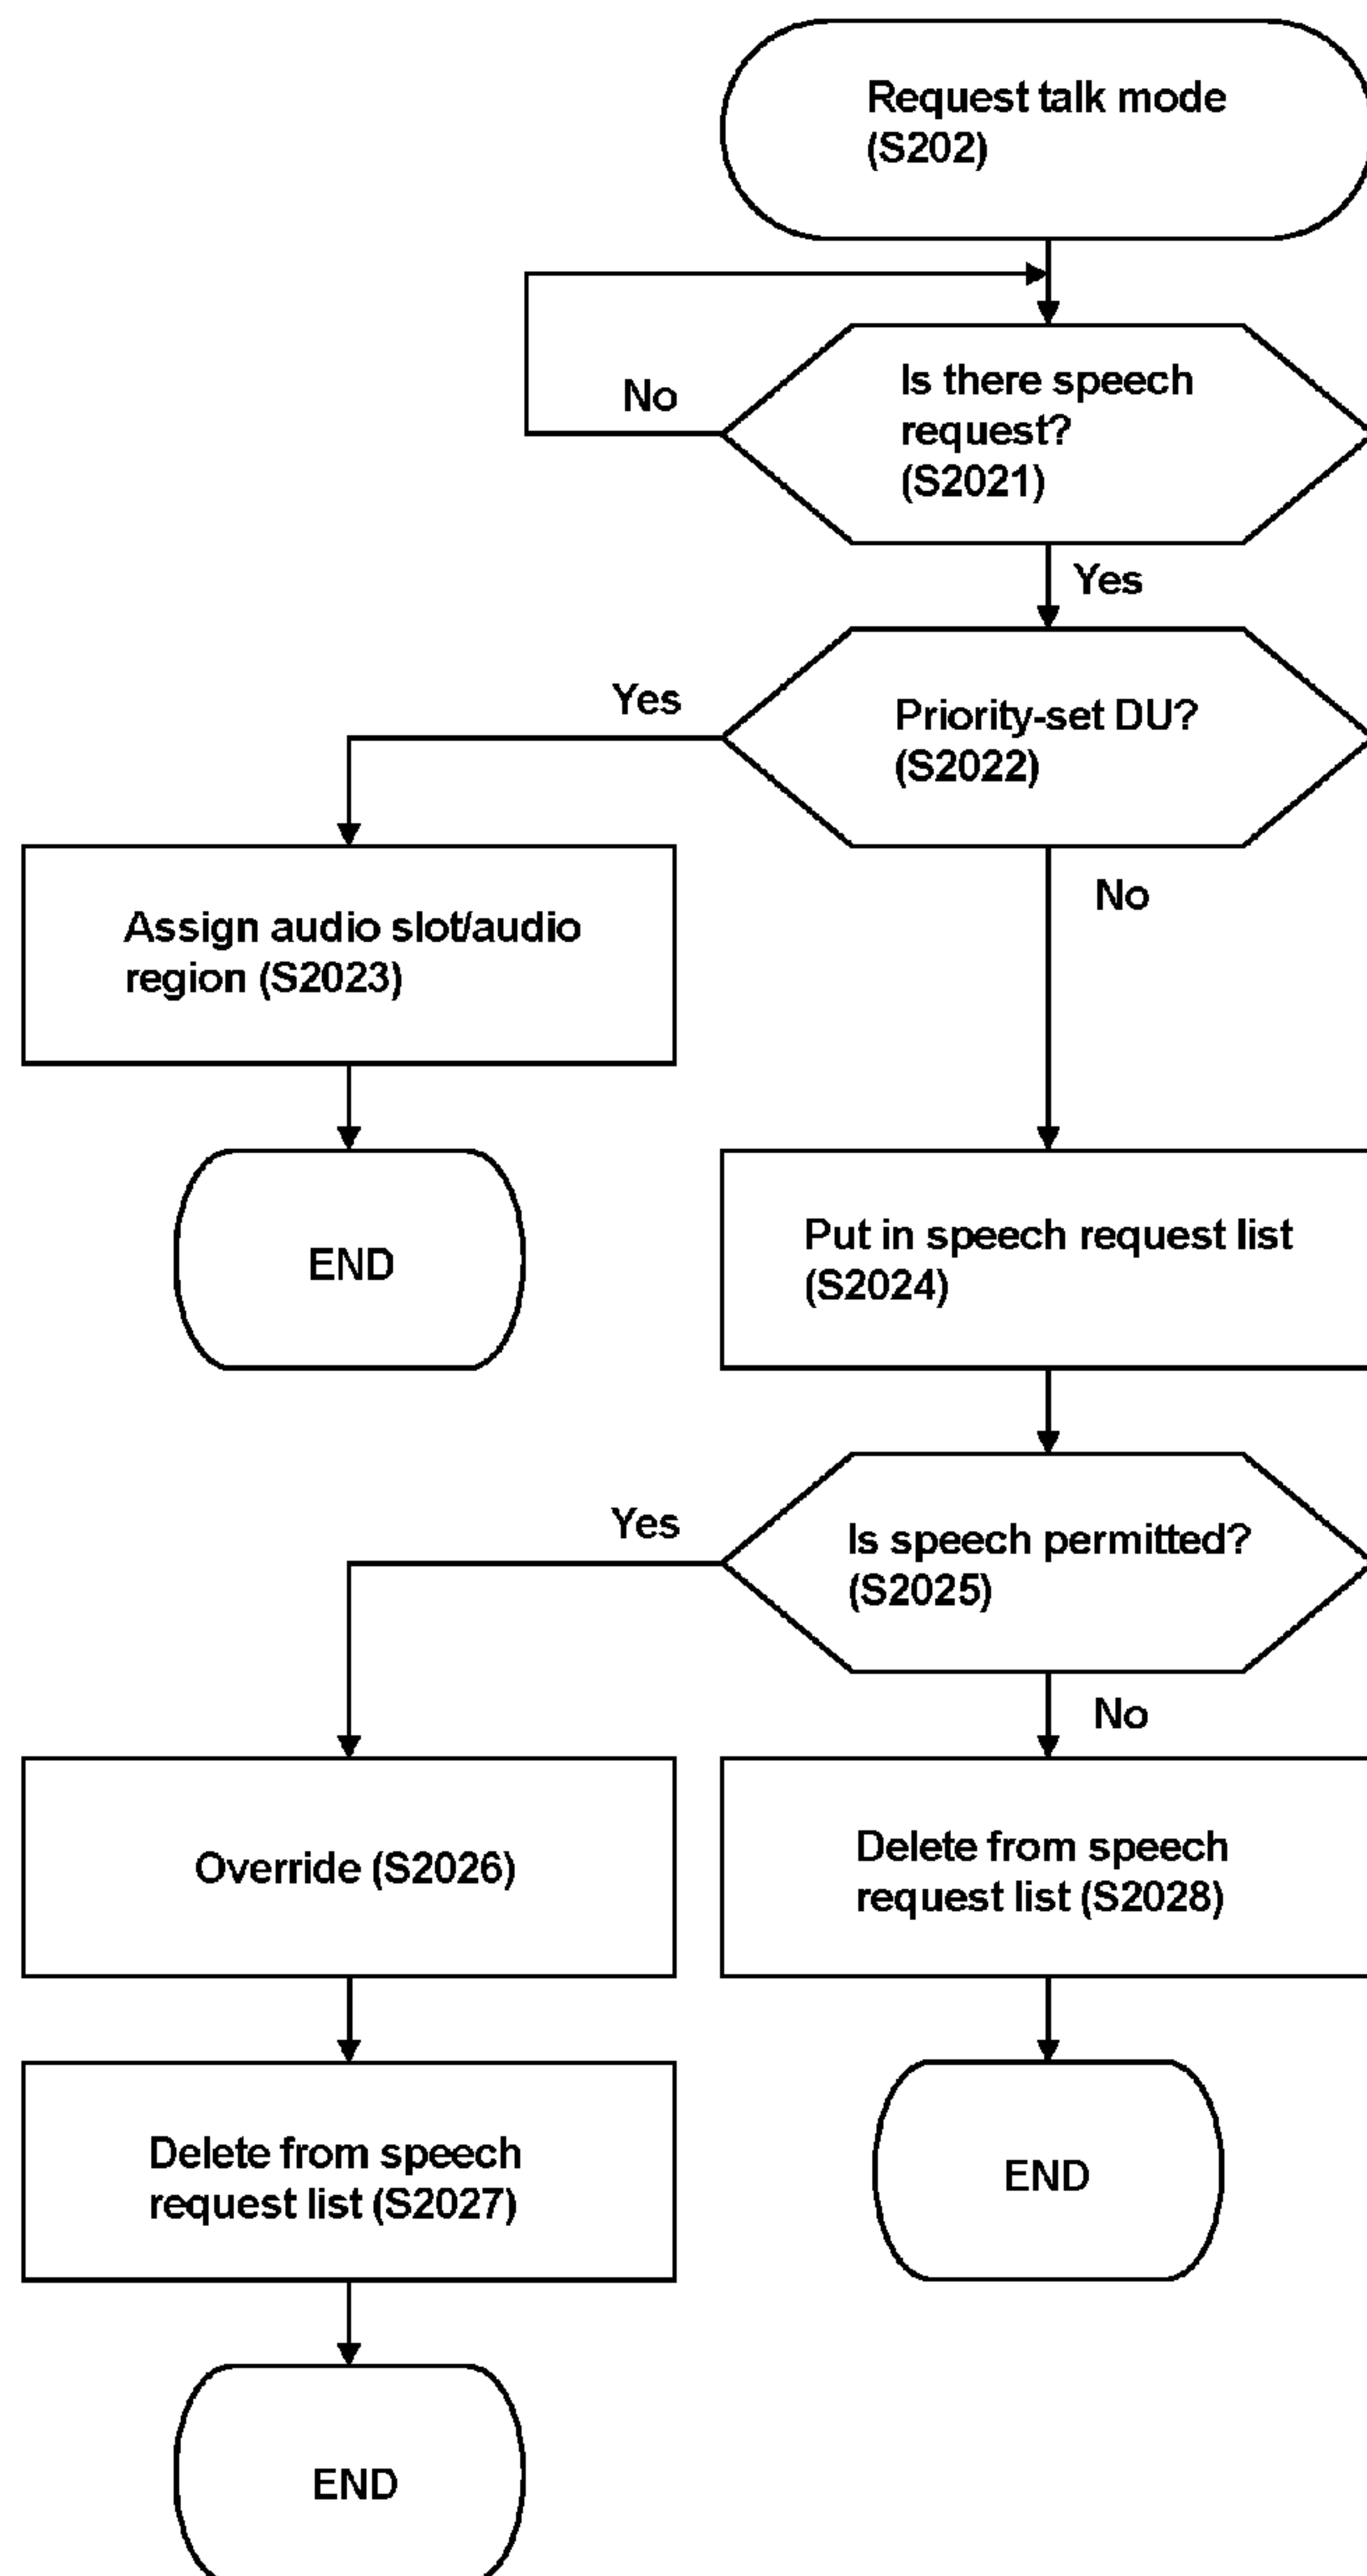 Request talk mode
(S202)
No
Is there speech
request?
(S2021)
Yes
Yes
Priority-set DU?
(S2022)
No
Assign audio slot/audio
region (S2023)
END
Put in speech request list
(S2024)
Yes
Is speech permitted?
(S2025)
No
Override (S2026)
Delete from speech
request list (S2028)
Delete from speech
request list (S2027)
END
END